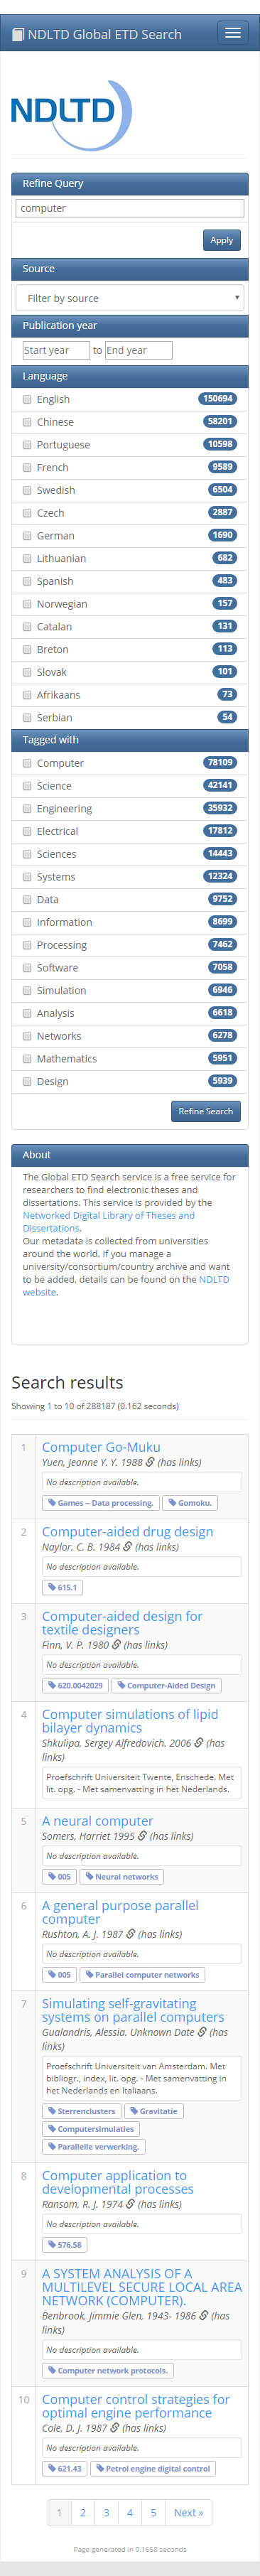 NDLTD Global ETD Search
NDLTD
Refine Query
computer
Apply
Source
Filter by source
Publication year
Start year to End year
Language
English 150694
Chinese 58201
Portuguese 10598
French 9589
Swedish 6504
Czech 2887
German 1690
Lithuanian 682
Spanish 483
Norwegian 157
Catalan 131
Breton 113
Slovak 101
Afrikaans 73
Serbian 54
Tagged with
Computer 78109
Science 42141
Engineering 35932
Electrical 17812
Sciences 14443
Systems 12324
Data 9752
Information 8699
Processing 7462
Software 7058
Simulation 6946
Analysis 6618
Networks 6278
Mathematics 5951
Design 5939
Refine Search
About
The Global ETD Search service is a free service for
researchers to find electronic theses and
dissertations. This service is provided by the
Networked Digital Library of Theses and
Dissertations.
Our metadata is collected from universities
around the world. If you manage a
university/consortium/country archive and want
to be added, details can be found on the NDLTD
website.
Search results
Showing 1 to 10 of 288187 (0.162 seconds)
1 Computer Go-Muku
Yuen, Jeanne Y. Y. 1988 (has links)
No description available.
Games -- Data processing. Gomoku.
2 Computer-aided drug design
Naylor, C. B. 1984 (has links)
No description available.
615.1
3 Computer-aided design for
textile designers
Finn, V. P. 1980 (has links)
No description available.
620.0042029 Computer-Aided Design
4 Computer simulations of lipid
bilayer dynamics
Shkulipa, Sergey Alfredovich. 2006 (has
links)
Proefschrift Universiteit Twente, Enschede. Met
lit. opg. - Met samenvatting in het Nederlands.
5 A neural computer
Somers, Harriet 1995 (has links)
No description available.
005 Neural networks
6 A general purpose parallel
computer
Rushton, A. J. 1987 (has links)
No description available.
005 Parallel computer networks
7 Simulating self-gravitating
systems on parallel computers
Gualandris, Alessia. Unknown Date (has
links)
Proefschrift Universiteit van Amsterdam. Met
bibliogr., index, lit. opg. - Met samenvatting in
het Nederlands en Italiaans.
Sterrenclusters Gravitatie
Computersimulaties
Parallelle verwerking.
8 Computer application to
developmental processes
Ransom, R. J. 1974 (has links)
No description available.
576.58
9 A SYSTEM ANALYSIS OF A
MULTILEVEL SECURE LOCAL AREA
NETWORK (COMPUTER).
Benbrook, Jimmie Glen, 1943- 1986 (has
links)
No description available.
Computer network protocols.
10 Computer control strategies for
optimal engine performance
Cole, D. J. 1987 (has links)
No description available.
621.43 Petrol engine digital control
1 2 3 4 5 Next »
Page generated in 0.1658 seconds